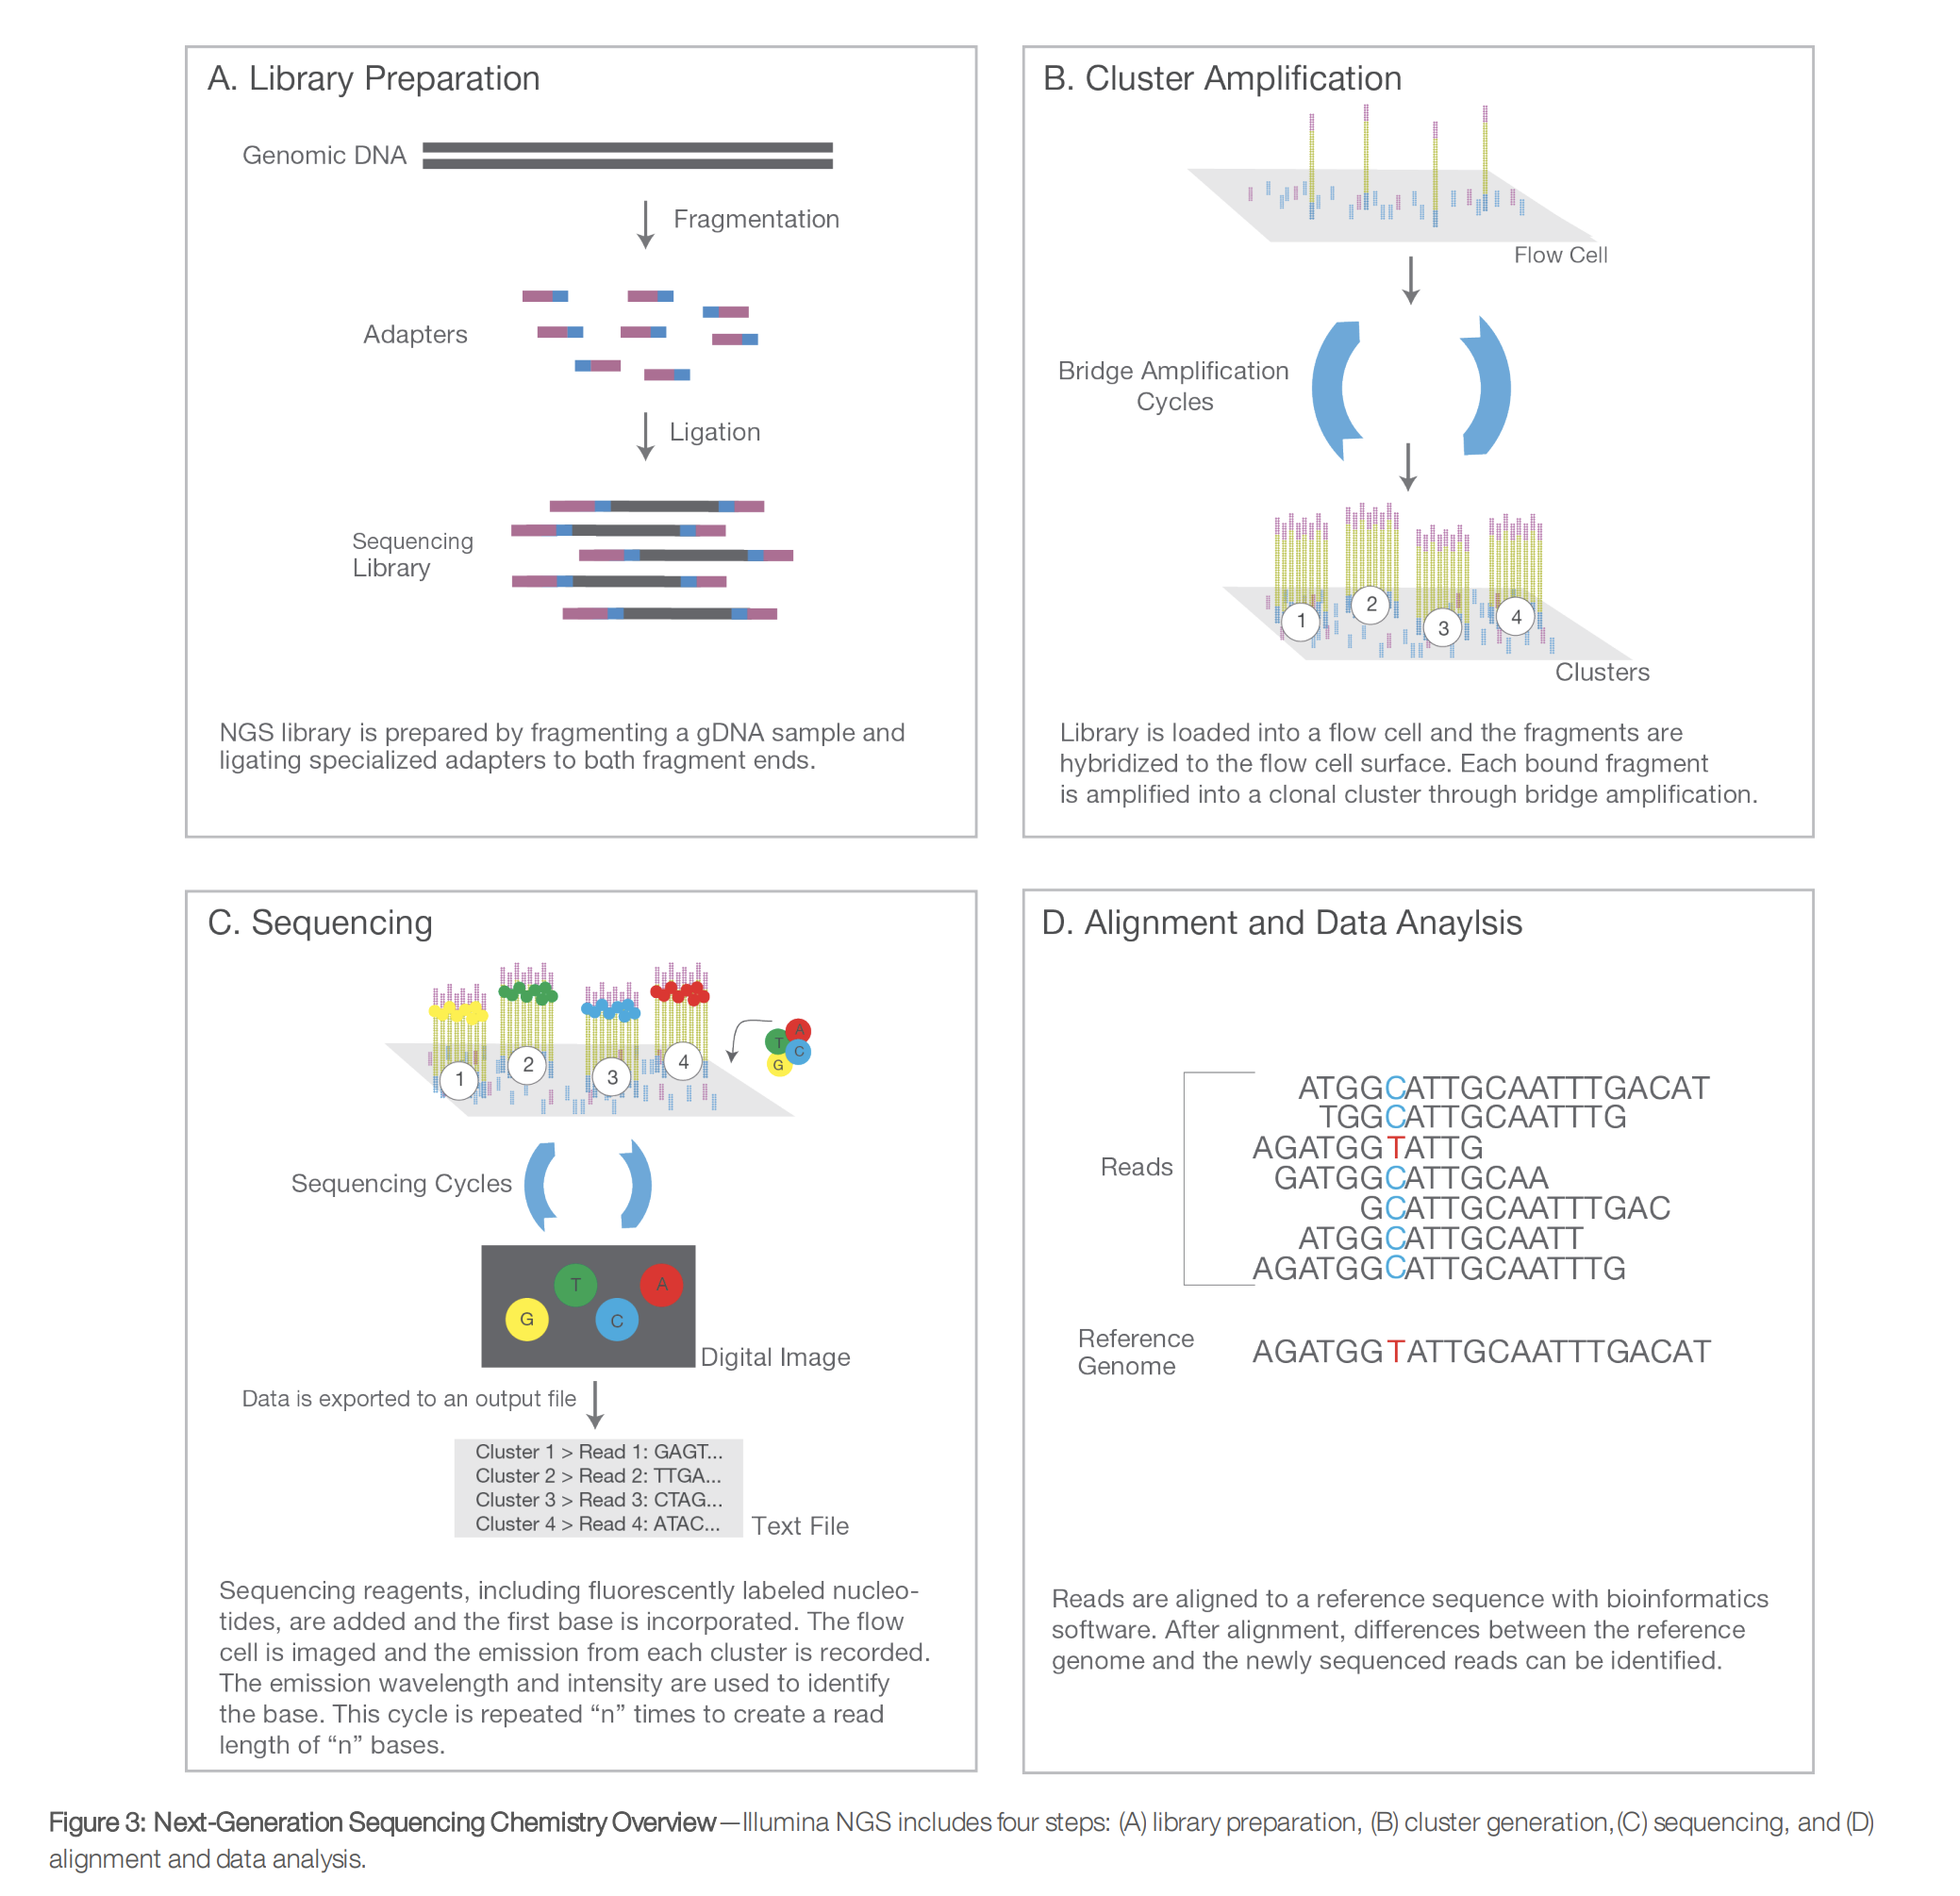 A. Library Preparation
Genomic DNA
Fragmentation
Adapters
Ligation
Sequencing
Library
NGS library is prepared by fragmenting a gDNA sample and
ligating specialized adapters to both fragment ends.
B. Cluster Amplification
Flow Cell
Bridge Amplification
Cycles
1
2
3
4
Clusters
Library is loaded into a flow cell and the fragments are
hybridized to the flow cell surface. Each bound fragment
is amplified into a clonal cluster through bridge amplification.
C. Sequencing
1
2
3
4
A
T
C
G
Sequencing Cycles
T
A
G
C
Digital Image
Data is exported to an output file
Cluster 1 > Read 1: GAGT...
Cluster 2 > Read 2: TTGA...
Cluster 3 > Read 3: CTAG...
Cluster 4 > Read 4: ATAC...
Text File
Sequencing reagents, including fluorescently labeled nucleo-
tides, are added and the first base is incorporated. The flow
cell is imaged and the emission from each cluster is recorded.
The emission wavelength and intensity are used to identify
the base. This cycle is repeated “n” times to create a read
length of “n” bases.
D. Alignment and Data Anaylsis
Reads
ATGGCATTGCAATTTGACAT
TGGCATTGCAATTTG
AGATGGTATTG
GATGGCATTGCAA
GCATTGCAATTTGAC
ATGGCATTGCAATT
AGATGGCATTGCAATTTG
Reference
Genome
AGATGGTATTGCAATTTGACAT
Reads are aligned to a reference sequence with bioinformatics
software. After alignment, differences between the reference
genome and the newly sequenced reads can be identified.
Figure 3: Next-Generation Sequencing Chemistry Overview—Illumina NGS includes four steps: (A) library preparation, (B) cluster generation, (C) sequencing, and (D)
alignment and data analysis.